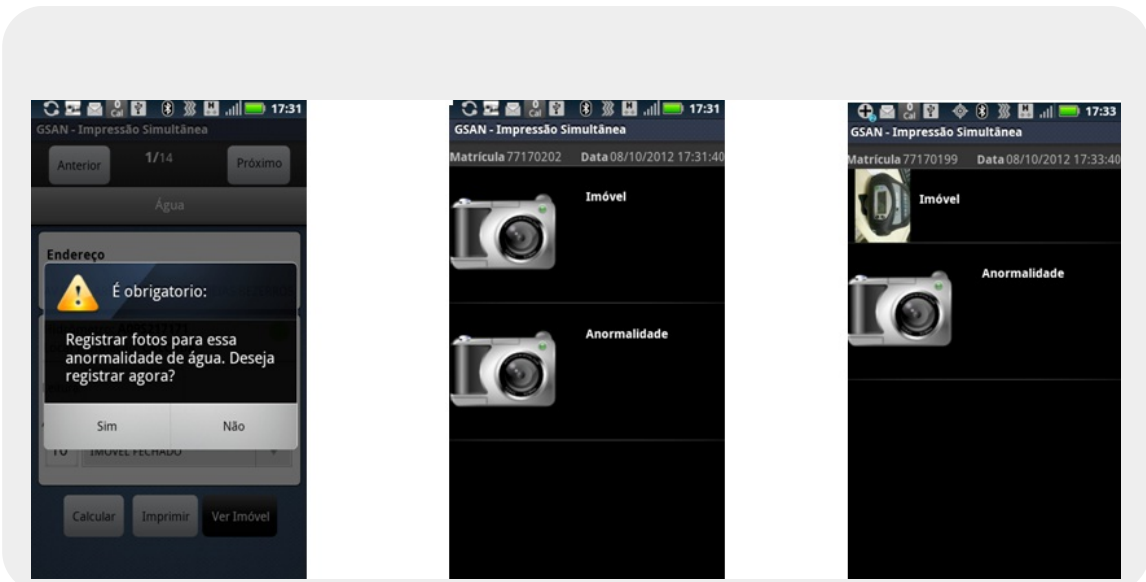 17:31
GSAN - Impressão Simultânea
Anterior
1/14
Próximo
Água
Endereço
É obrigatorio:
Registrar fotos para essa
anormalidade de água. Deseja
registrar agora?
Sim
Não
10
IMÓVEL FECHADO
Calcular
Imprimir
Ver Imóvel
17:31
GSAN - Impressão Simultânea
Matrícula 77170202 Data 08/10/2012 17:31:40
Imóvel
Anormalidade
17:33
GSAN - Impressão Simultânea
Matrícula 77170199 Data 08/10/2012 17:33:40
Imóvel
Anormalidade